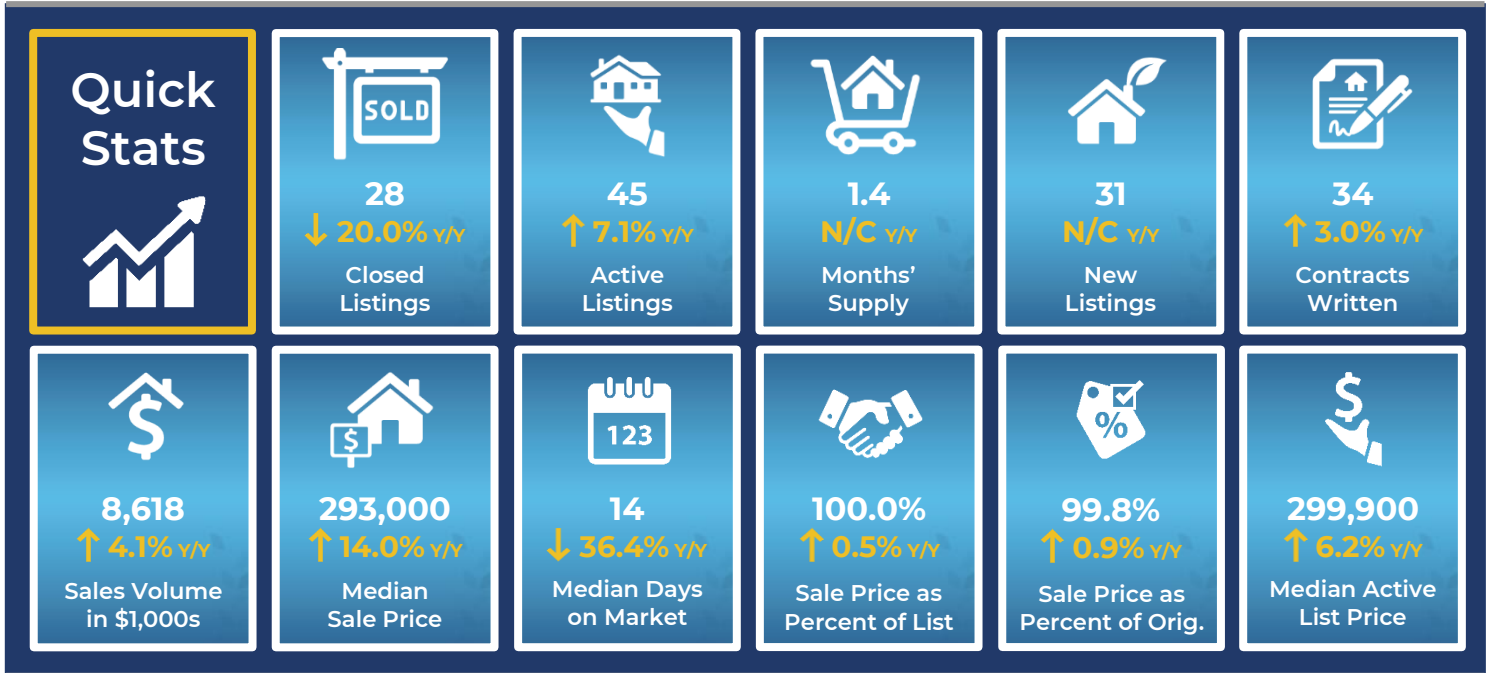 Quick
Stats
SOLD
28
↓ 20.0% Y/Y
Closed
Listings
45
↑ 7.1% Y/Y
Active
Listings
1.4
N/C Y/Y
Months’
Supply
31
N/C Y/Y
New
Listings
34
↑ 3.0% Y/Y
Contracts
Written
$
8,618
↑ 4.1% Y/Y
Sales Volume
in $1,000s
$
293,000
↑ 14.0% Y/Y
Median
Sale Price
123
14
↓ 36.4% Y/Y
Median Days
on Market
100.0%
↑ 0.5% Y/Y
Sale Price as
Percent of List
%
99.8%
↑ 0.9% Y/Y
Sale Price as
Percent of Orig.
$
299,900
↑ 6.2% Y/Y
Median Active
List Price